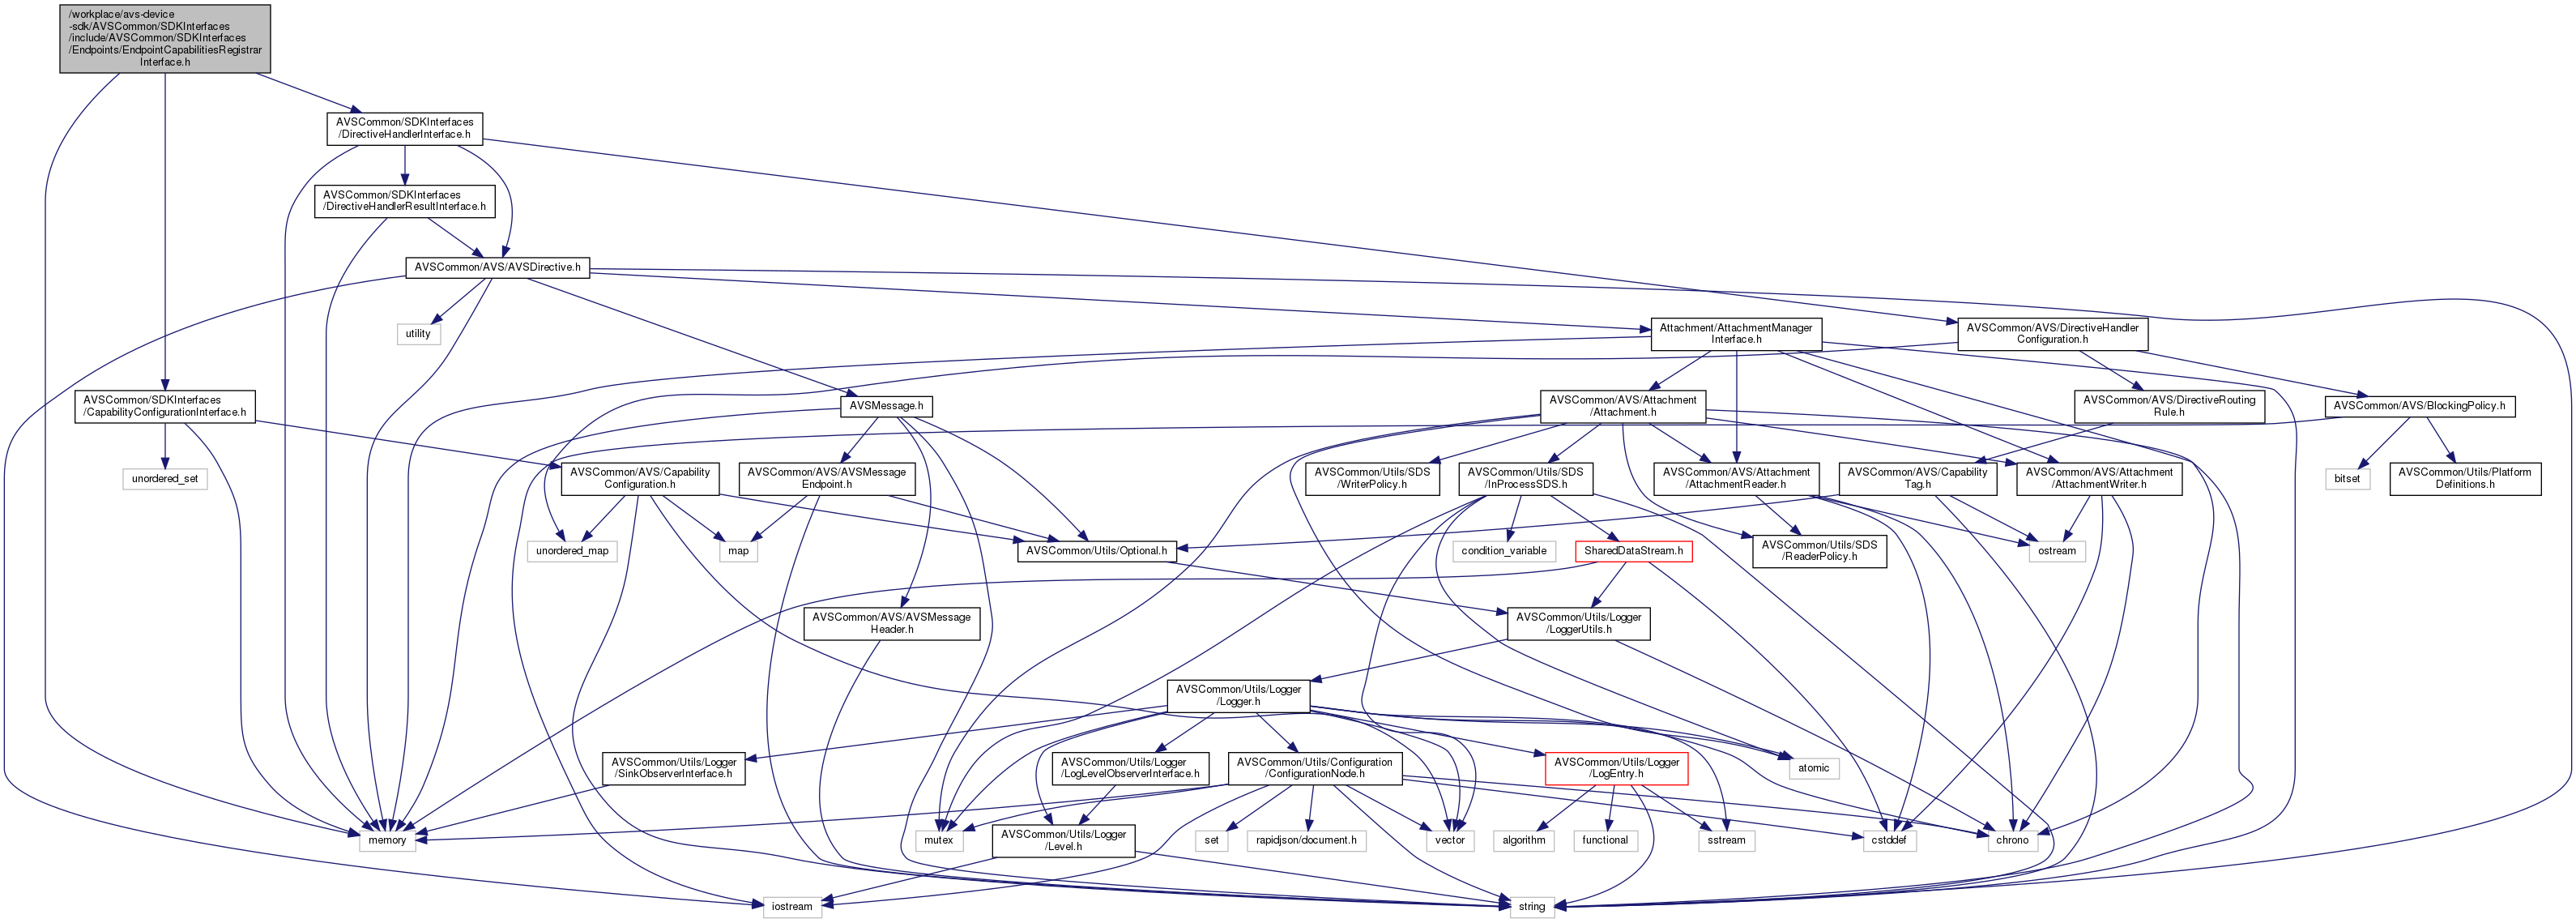 /workplace/avs-device
-sdk/AVSCommon/SDKInterfaces
/include/AVSCommon/SDKInterfaces
/Endpoints/EndpointCapabilitiesRegistrar
Interface.h
AVSCommon/SDKInterfaces
/DirectiveHandlerInterface.h
AVSCommon/SDKInterfaces
/DirectiveHandlerResultInterface.h
AVSCommon/AVS/AVSDirective.h
utility
Attachment/AttachmentManager
Interface.h
AVSCommon/AVS/DirectiveHandler
Configuration.h
AVSCommon/SDKInterfaces
/CapabilityConfigurationInterface.h
AVSMessage.h
AVSCommon/AVS/Attachment
/Attachment.h
AVSCommon/AVS/DirectiveRouting
Rule.h
AVSCommon/AVS/BlockingPolicy.h
unordered_set
AVSCommon/AVS/Capability
Configuration.h
AVSCommon/AVS/AVSMessage
Endpoint.h
AVSCommon/Utils/SDS
/WriterPolicy.h
AVSCommon/Utils/SDS
/InProcessSDS.h
AVSCommon/AVS/Attachment
/AttachmentReader.h
AVSCommon/AVS/Capability
Tag.h
AVSCommon/AVS/Attachment
/AttachmentWriter.h
bitset
AVSCommon/Utils/Platform
Definitions.h
unordered_map
map
AVSCommon/Utils/Optional.h
condition_variable
SharedDataStream.h
AVSCommon/Utils/SDS
/ReaderPolicy.h
ostream
AVSCommon/AVS/AVSMessage
Header.h
AVSCommon/Utils/Logger
/LoggerUtils.h
AVSCommon/Utils/Logger
/Logger.h
AVSCommon/Utils/Logger
/SinkObserverInterface.h
AVSCommon/Utils/Logger
/LogLevelObserverInterface.h
AVSCommon/Utils/Configuration
/ConfigurationNode.h
AVSCommon/Utils/Logger
/LogEntry.h
atomic
memory
mutex
AVSCommon/Utils/Logger
/Level.h
set
rapidjson/document.h
vector
algorithm
functional
sstream
cstddef
chrono
iostream
string